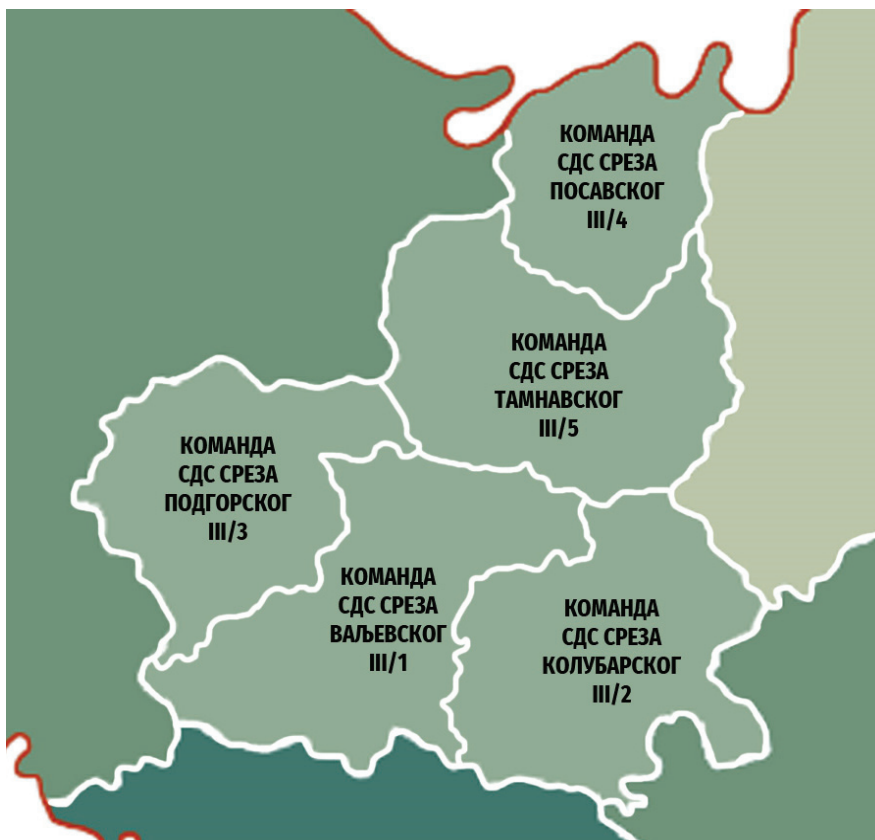 КОМАНДА
СДС СРЕЗА
ПОСАВСКОГ
III/4
КОМАНДА
СДС СРЕЗА
ТАМНАВСКОГ
III/5
КОМАНДА
СДС СРЕЗА
ПОДГОРСКОГ
III/3
КОМАНДА
СДС СРЕЗА
ВАЉЕВСКОГ
III/1
КОМАНДА
СДС СРЕЗА
КОЛУБАРСКОГ
III/2